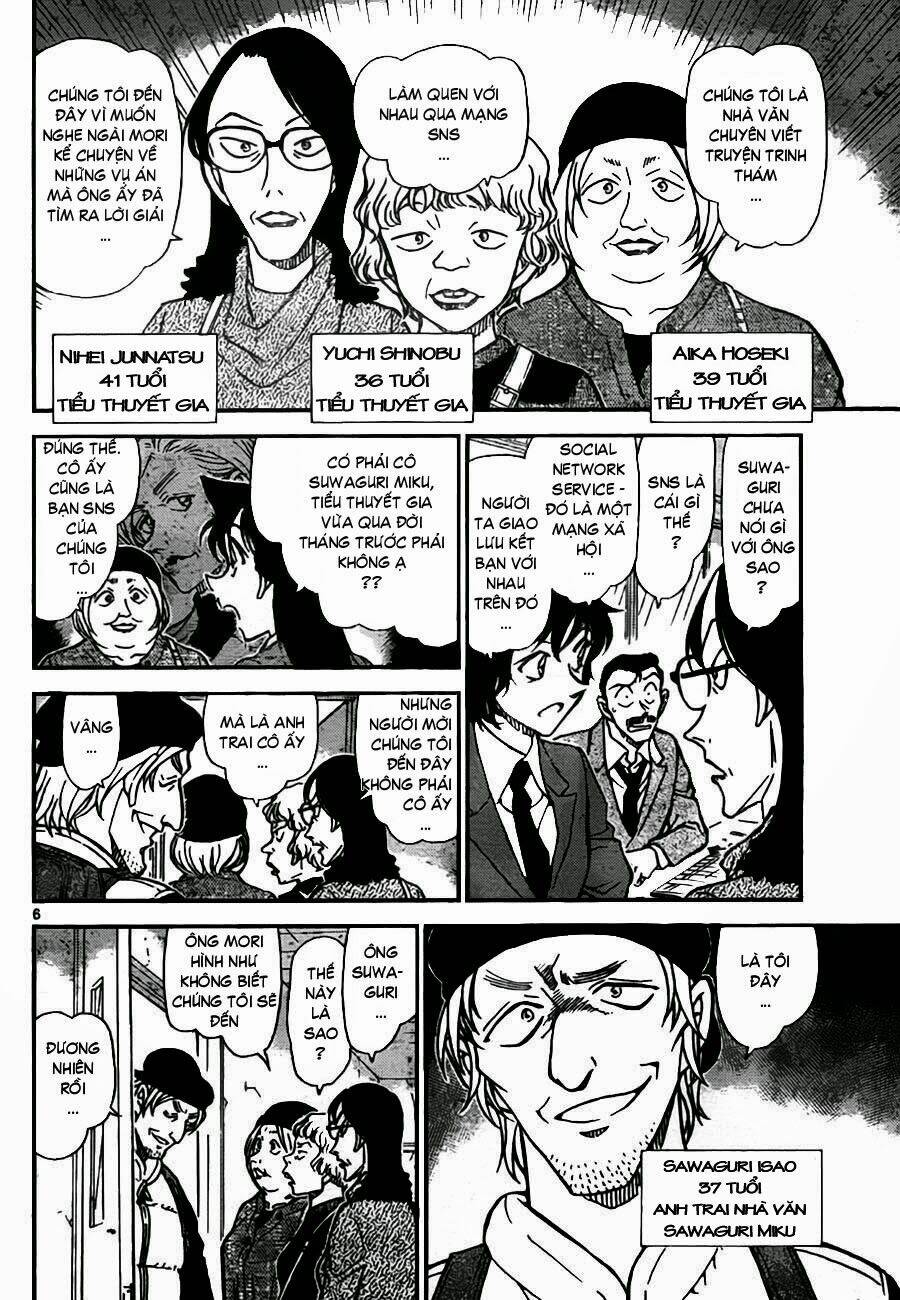 CHÚNG TÔI LÀ
NHÀ VĂN
CHUYÊN VIẾT
TRUYỆN TRINH
THÁM ...
LÀM QUEN VỚI
NHAU QUA MẠNG
SNS
...
CHÚNG TÔI ĐẾN
ĐÂY VÌ MUỐN
NGHE NGÀI MORI
KỂ CHUYỆN VỀ
NHỮNG VỤ ÁN
MÀ ÔNG ẤY ĐÃ
TÌM RA LỜI GIẢI
...
AIKA HOSEKI
39 TUỔI
TIỂU THUYẾT GIA
YUCHI SHINOBU
36 TUỔI
TIỂU THUYẾT GIA
NIHEI JUNNATSU
41 TUỔI
TIỂU THUYẾT GIA
SUWA-
GURI
CHƯA
NÓI GÌ
VỚI ÔNG
SAO
?
SNS LÀ
CÁI GÌ
THẾ
?
SOCIAL
NETWORK
SERVICE -
ĐÓ LÀ MỘT
MẠNG XÃ
HỘI
...
NGƯỜI
TA GIAO
LƯU KẾT
BẠN VỚI
NHAU
TRÊN ĐÓ
...
CÓ PHẢI CÔ
SUWAGURI MIKU,
TIỂU THUYẾT GIA
VỪA QUA ĐỜI
THÁNG TRƯỚC PHẢI
KHÔNG Ạ
??
ĐÚNG THẾ.
CÔ ẤY
CŨNG LÀ
BẠN SNS
CỦA
CHÚNG
TÔI
...
NHƯNG
NGƯỜI MỜI
CHÚNG TÔI
ĐẾN ĐÂY
KHÔNG PHẢI
CÔ ẤY
...
MÀ LÀ ANH
TRAI CÔ ẤY
...
VÂNG
...
6
LÀ TÔI
ĐÂY
...
SAWAGURI ISAO
37 TUỔI
ANH TRAI NHÀ VĂN
SAWAGURI MIKU
ÔNG
SUWA-
GURI
...
THẾ
NÀY LÀ
SAO
?
ÔNG MORI
HÌNH NHƯ
KHÔNG BIẾT
CHÚNG TÔI SẼ
ĐẾN
...
ĐƯƠNG
NHIÊN
RỒI
...